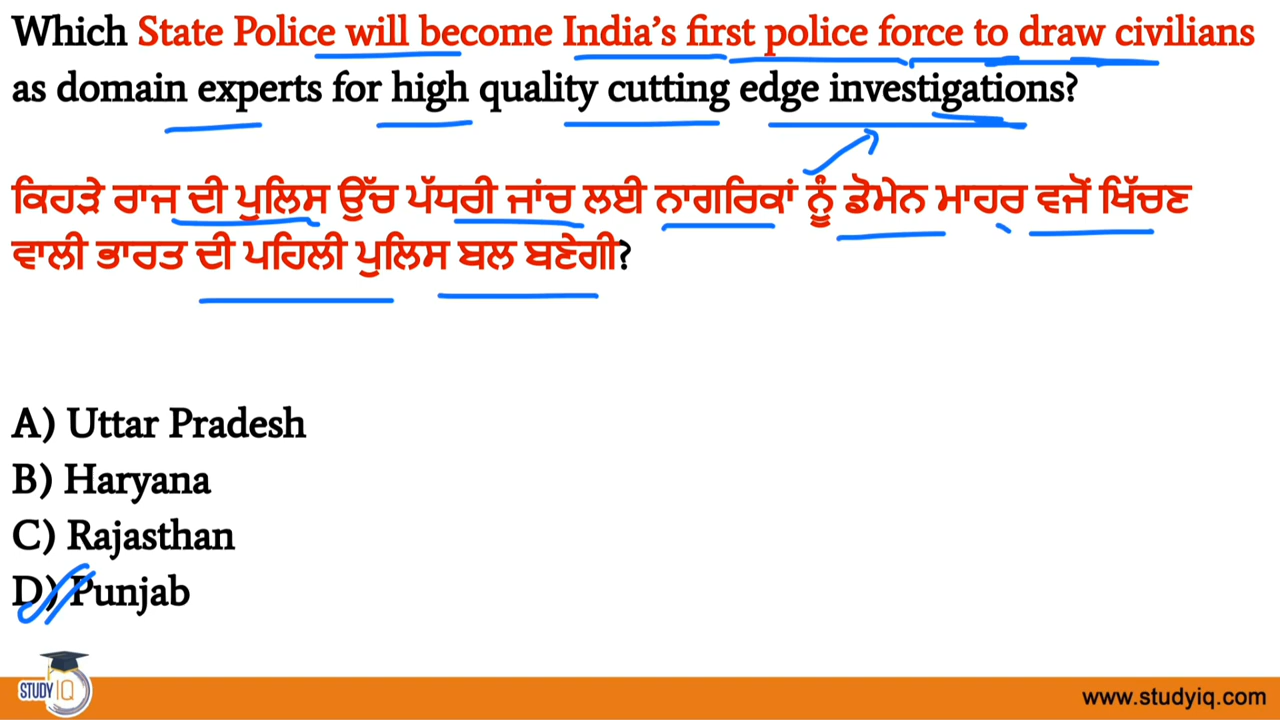 Which State Police will become India's first police force to draw civilians
as domain experts for high quality cutting edge investigations?
ਕਿਹੜੇ ਰਾਜ ਦੀ ਪੁਲਿਸ ਉੱਚ ਪੱਧਰੀ ਜਾਂਚ ਲਈ ਨਾਗਰਿਕਾਂ ਨੂੰ ਡੋਮੇਨ ਮਾਹਰ ਵਜੋਂ ਖਿੱਚਣ
ਵਾਲੀ ਭਾਰਤ ਦੀ ਪਹਿਲੀ ਪੁਲਿਸ ਬਲ ਬਣੇਗੀ?
A) Uttar Pradesh
B) Haryana
C) Rajasthan
D) Punjab
STUDY IQ
www.studyiq.com